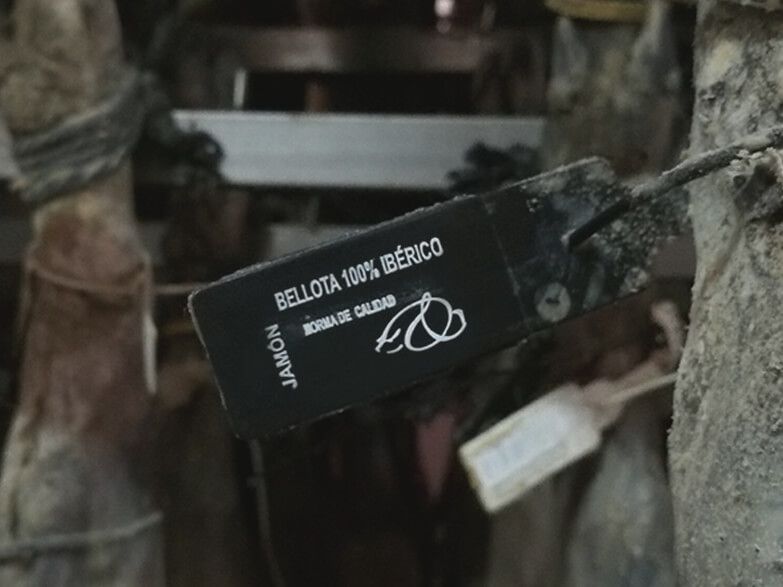 BELLOTA 100% IBÉRICO
NORMA DE CALIDAD
JAMÓN